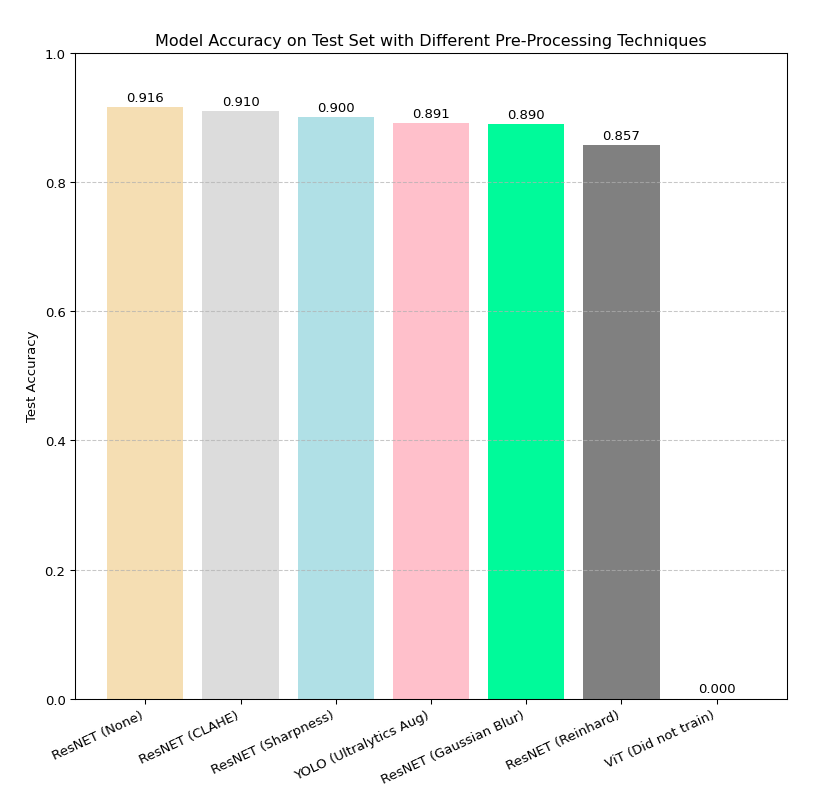 Model Accuracy on Test Set with Different Pre-Processing Techniques
1.0
0.8
0.6
0.4
0.2
0.0
Test Accuracy
0.916
0.910
0.900
0.891
0.890
0.857
0.000
ResNET (None)
ResNET (CLAHE)
ResNET (Sharpness)
YOLO (Ultralytics Aug)
ResNET (Gaussian Blur)
ResNET (Reinhard)
ViT (Did not train)